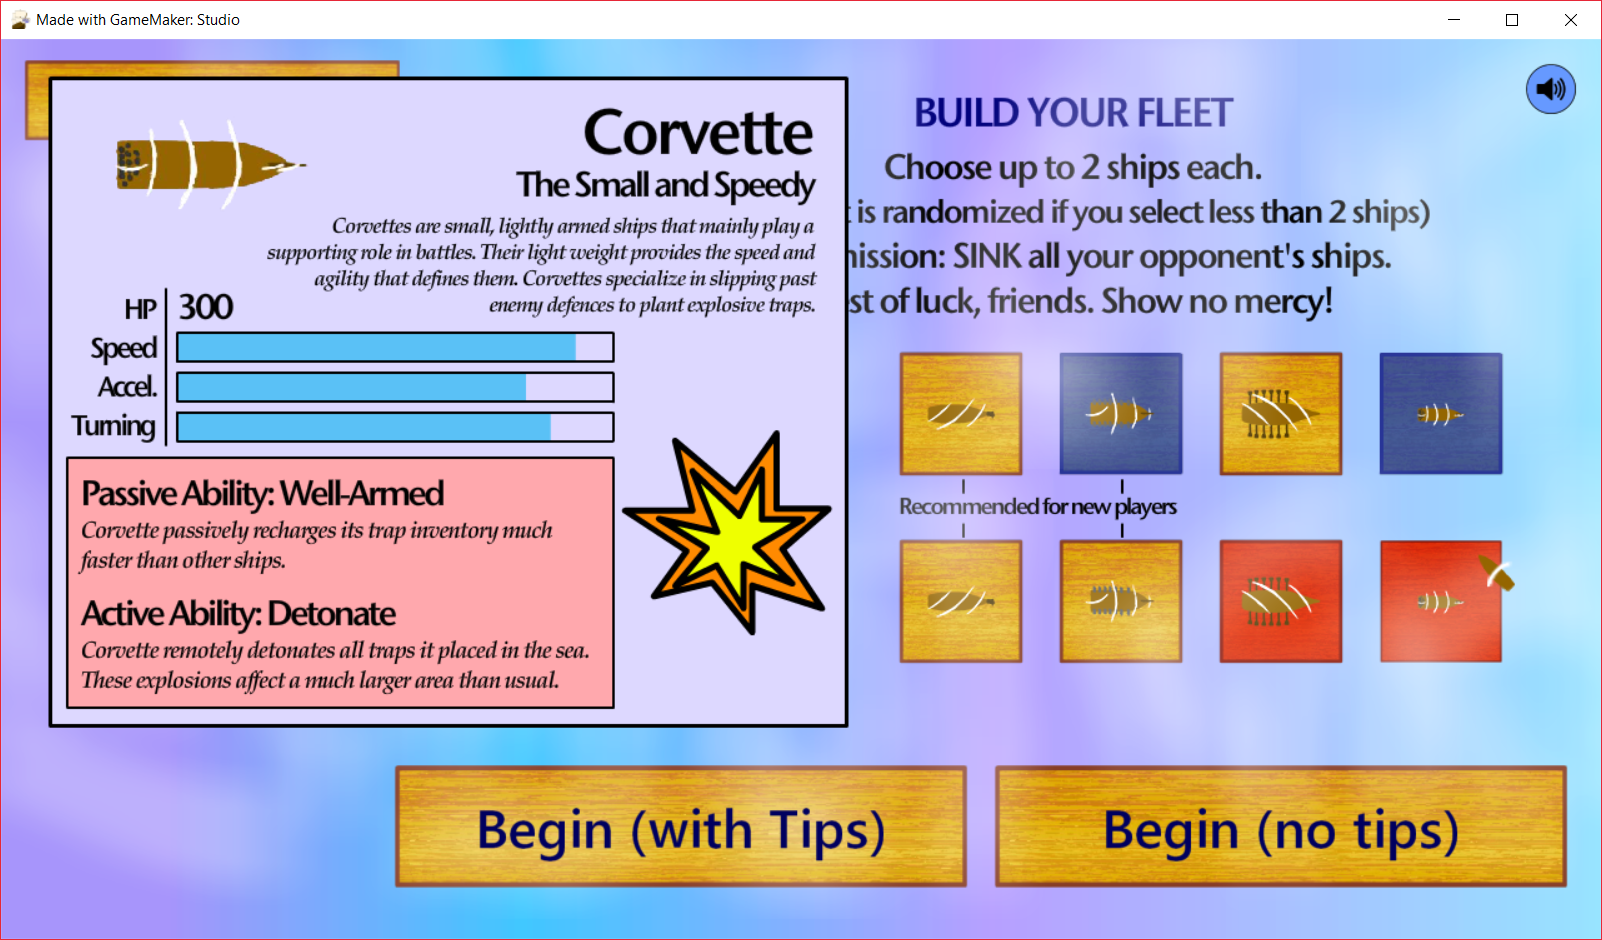 Made with GameMaker: Studio
Corvette
The Small and Speedy
Corvettes are small, lightly armed ships that mainly play a
supporting role in battles. Their light weight provides the speed and
agility that defines them. Corvettes specialize in slipping past
enemy defences to plant explosive traps.
HP 300
Speed
Accel.
Turning
Passive Ability: Well-Armed
Corvette passively recharges its trap inventory much
faster than other ships.
Active Ability: Detonate
Corvette remotely detonates all traps it placed in the sea.
These explosions affect a much larger area than usual.
BUILD YOUR FLEET
Choose up to 2 ships each.
is randomized if you select less than 2 ships)
SINK all your opponent's ships.
of luck, friends. Show no mercy!
Recommended for new players
Begin (with Tips)
Begin (no tips)